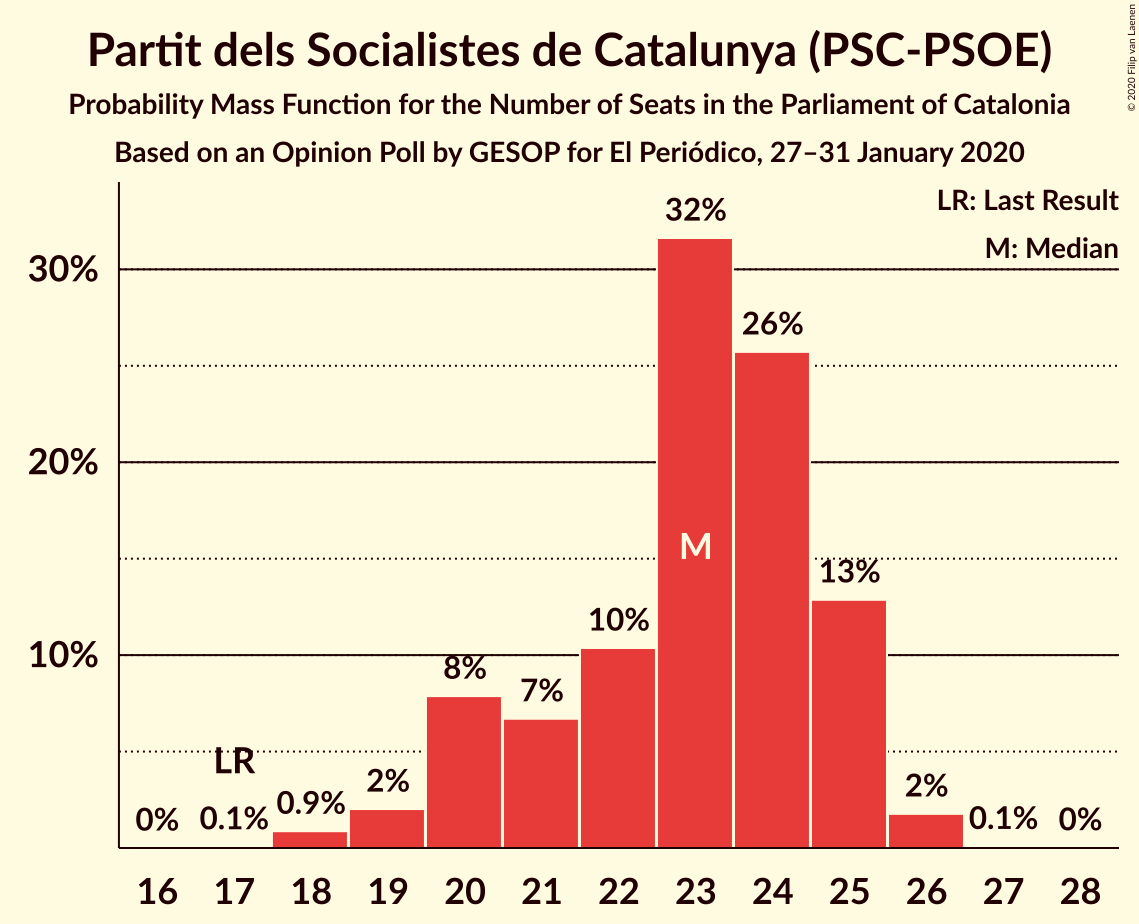 Partit dels Socialistes de Catalunya (PSC-PSOE)
Probability Mass Function for the Number of Seats in the Parliament of Catalonia
Based on an Opinion Poll by GESOP for El Periódico, 27–31 January 2020
© 2020 Filip van Laenen
LR: Last Result
M: Median
30%
20%
10%
0%
LR
0.1%
0.9%
2%
8%
7%
10%
32%
M
26%
13%
2%
0.1%
0%
16 17 18 19 20 21 22 23 24 25 26 27 28